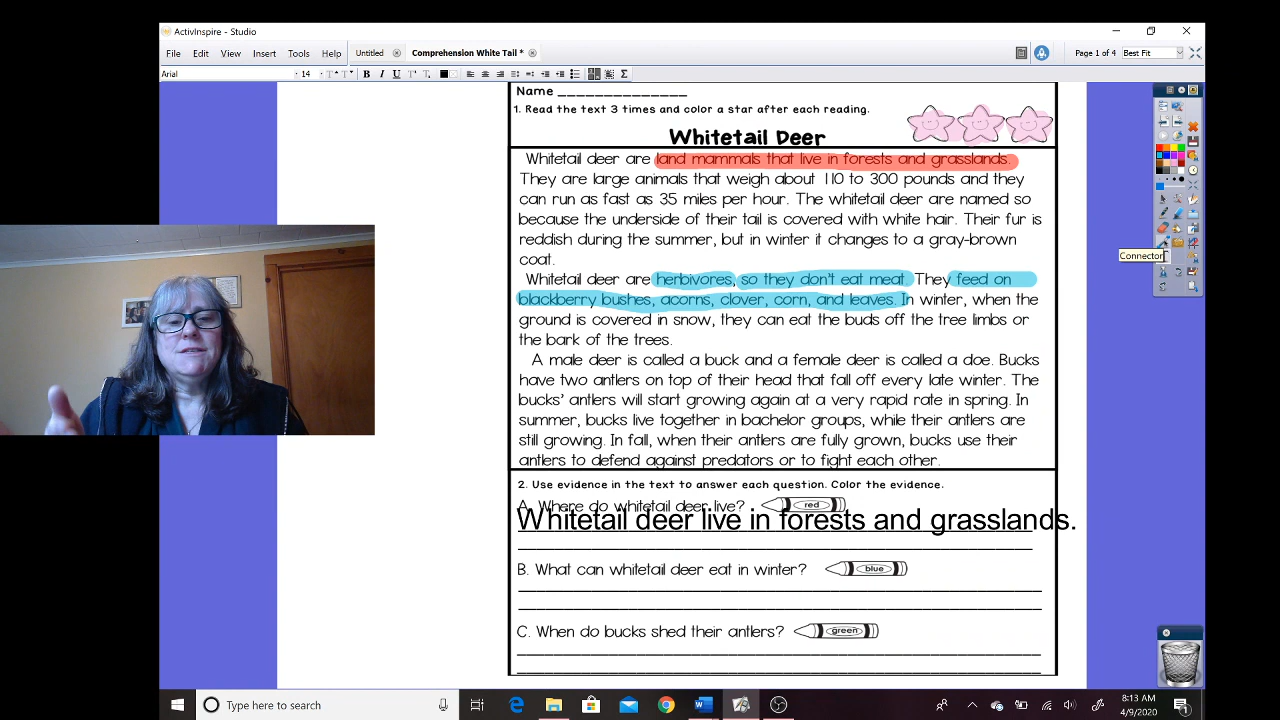 ActivInspire - Studio
File Edit View Insert Tools Help
Untitled
Comprehension White Tail *
Page 1 of 4
Best Fit
Arial
14
B I U
Name ______________
1. Read the text 3 times and color a star after each reading.
Whitetail Deer
Whitetail deer are land mammals that live in forests and grasslands.
They are large animals that weigh about 110 to 300 pounds and they
can run as fast as 35 miles per hour. The whitetail deer are named so
because the underside of their tail is covered with white hair. Their fur is
reddish during the summer, but in winter it changes to a gray-brown
coat.
Whitetail deer are herbivores, so they don't eat meat. They feed on
blackberry bushes, acorns, clover, corn, and leaves. In winter, when the
ground is covered in snow, they can eat the buds off the tree limbs or
the bark of the trees.
A male deer is called a buck and a female deer is called a doe. Bucks
have two antlers on top of their head that fall off every late winter. The
bucks' antlers will start growing again at a very rapid rate in spring. In
summer, bucks live together in bachelor groups, while their antlers are
still growing. In fall, when their antlers are fully grown, bucks use their
antlers to defend against predators or to fight each other.
2. Use evidence in the text to answer each question. Color the evidence.
A. Where do whitetail deer live? red
Whitetail deer live in forests and grasslands.
B. What can whitetail deer eat in winter? blue
C. When do bucks shed their antlers? green
Connector
Type here to search
8:13 AM
4/9/2020